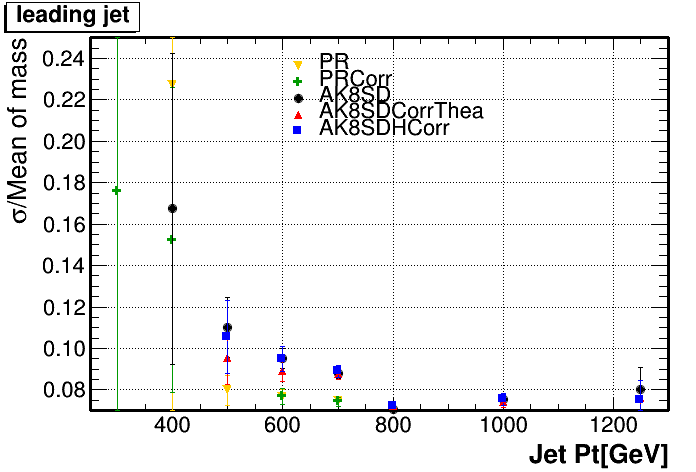 leading jet
σ/Mean of mass
0.24
0.22
0.20
0.18
0.16
0.14
0.12
0.10
0.08
PR
PRCorr
AK8SD
AK8SDCorrThea
AK8SDHCorr
400 600 800 1000 1200
Jet Pt[GeV]